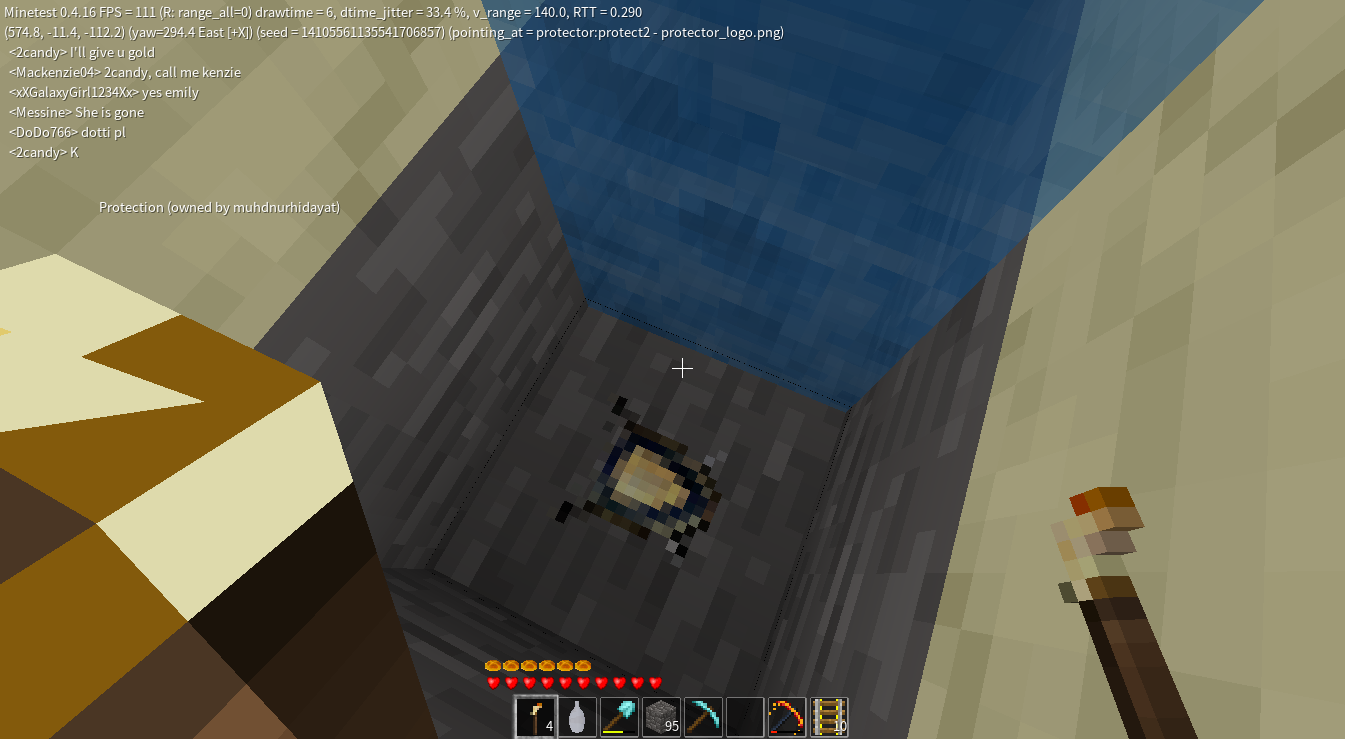 Minetest 0.4.16 FPS = 111 (R: range_all=0) drawtime = 6, dtime_jitter = 33.4 %, v_range = 140.0, RTT = 0.290
(574.8, -11.4, -112.2) (yaw=294.4 East [+X]) (seed = 14105561135541706857) (pointing_at = protector:protect2 - protector_logo.png)
<2candy> I'll give u gold
<Mackenzie04> 2candy, call me kenzie
<xXGalaxyGirl1234Xx> yes emily
<Messine> She is gone
<DoDo766> dotti pl
<2candy> K
Protection (owned by muhdnurhidayat)
4 95 10